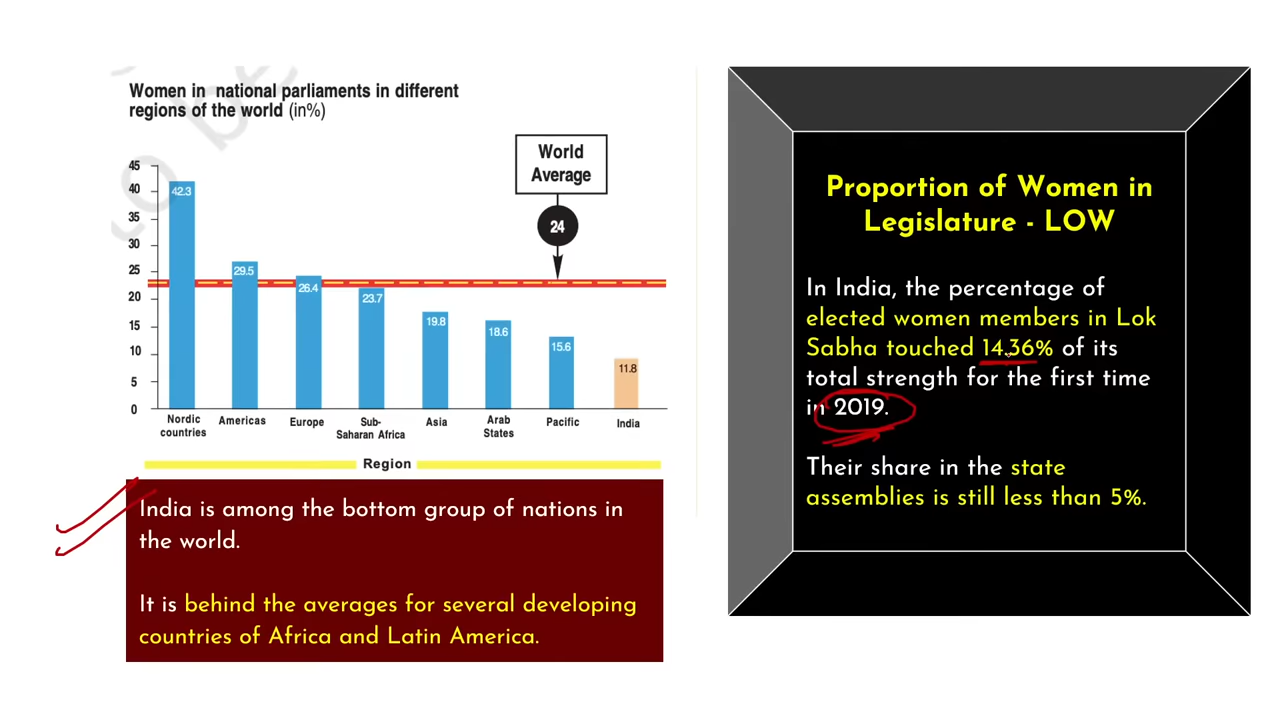 Women in national parliaments in different
regions of the world (in%)
World
Average
24
45
40
35
30
25
20
15
10
5
0
42.3
29.5
26.4
23.7
19.8
18.6
15.6
11.8
Nordic
countries
Americas
Europe
Sub-
Saharan Africa
Asia
Arab
States
Pacific
India
Region
India is among the bottom group of nations in
the world.
It is behind the averages for several developing
countries of Africa and Latin America.
Proportion of Women in
Legislature - LOW
In India, the percentage of
elected women members in Lok
Sabha touched 14.36% of its
total strength for the first time
in 2019.
Their share in the state
assemblies is still less than 5%.